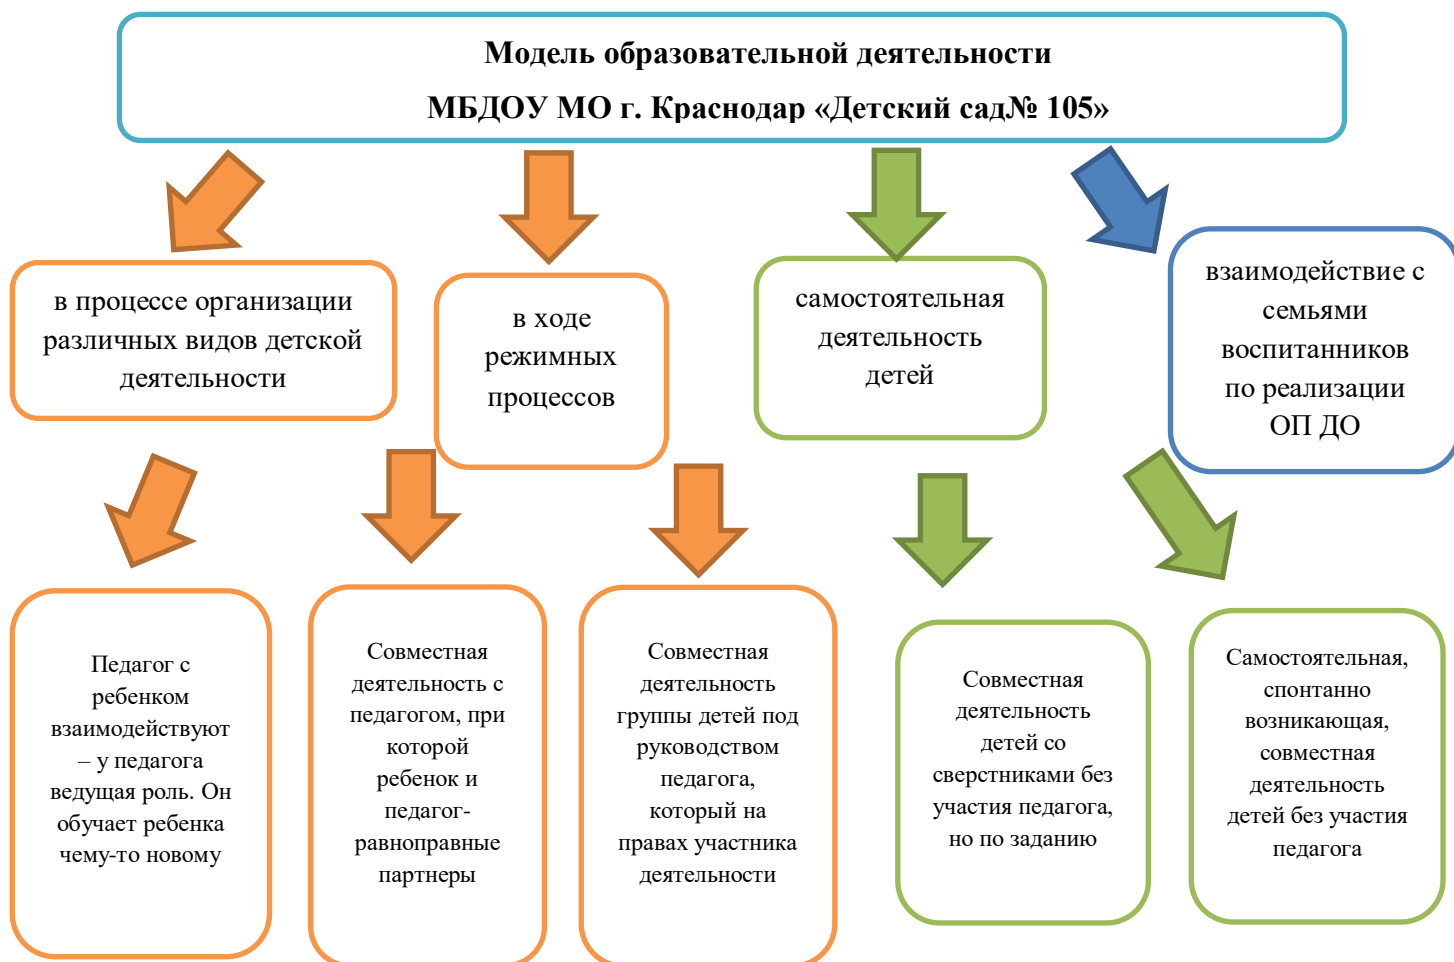 Модель образовательной деятельности
МБДОУ МО г. Краснодар «Детский сад№ 105»
в процессе организации
различных видов детской
деятельности
в ходе
режимных
процессов
самостоятельная
деятельность
детей
взаимодействие с
семьями
воспитанников
по реализации
ОП ДО
Педагог с
ребенком
взаимодействуют
– у педагога
ведущая роль. Он
обучает ребенка
чему-то новому
Совместная
деятельность с
педагогом, при
которой
ребенок и
педагог-
равноправные
партнеры
Совместная
деятельность
группы детей под
руководством
педагога,
который на
правах участника
деятельности
Совместная
деятельность
детей со
сверстниками без
участия педагога,
но по заданию
Самостоятельная,
спонтанно
возникающая,
совместная
деятельность
детей без участия
педагога